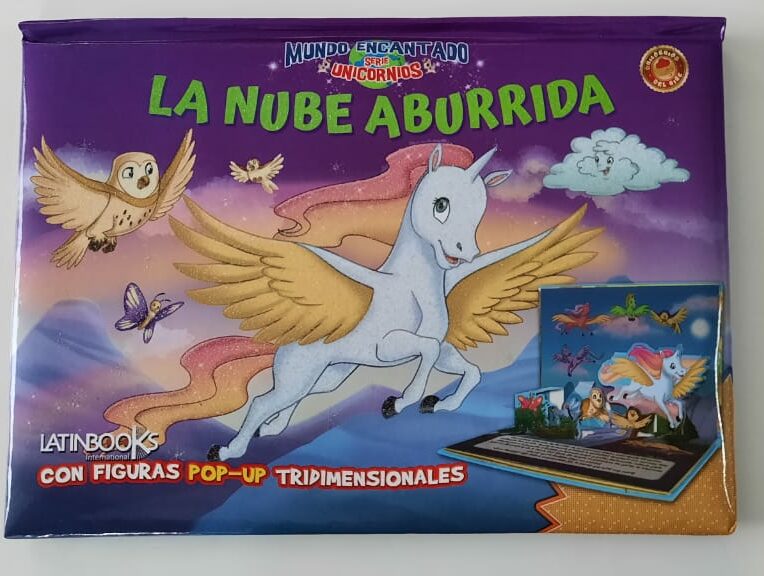 MUNDO ENCANTADO
SERIE
UNICORNIOS
LA NUBE ABURRIDA
LATINBOOKS
International
CON FIGURAS POP-UP TRIDIMENSIONALES